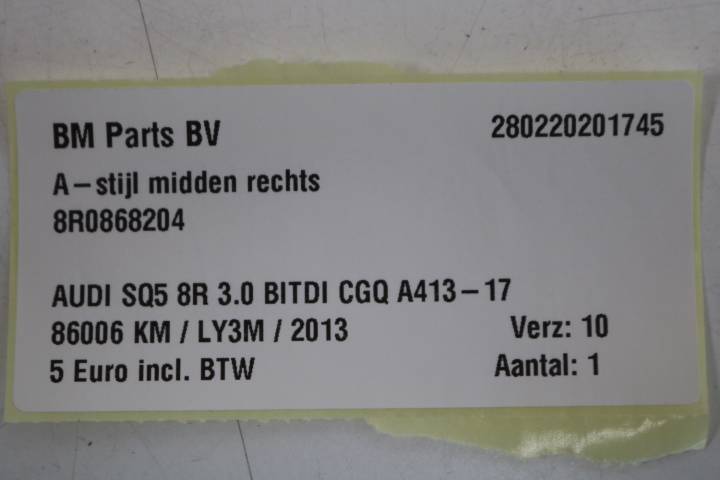 BM Parts BV 280220201745
A-stijl midden rechts
8R0868204
AUDI SQ5 8R 3.0 BITDI CGQ A413-17
86006 KM / LY3M / 2013 Verz: 10
5 Euro incl. BTW Aantal: 1